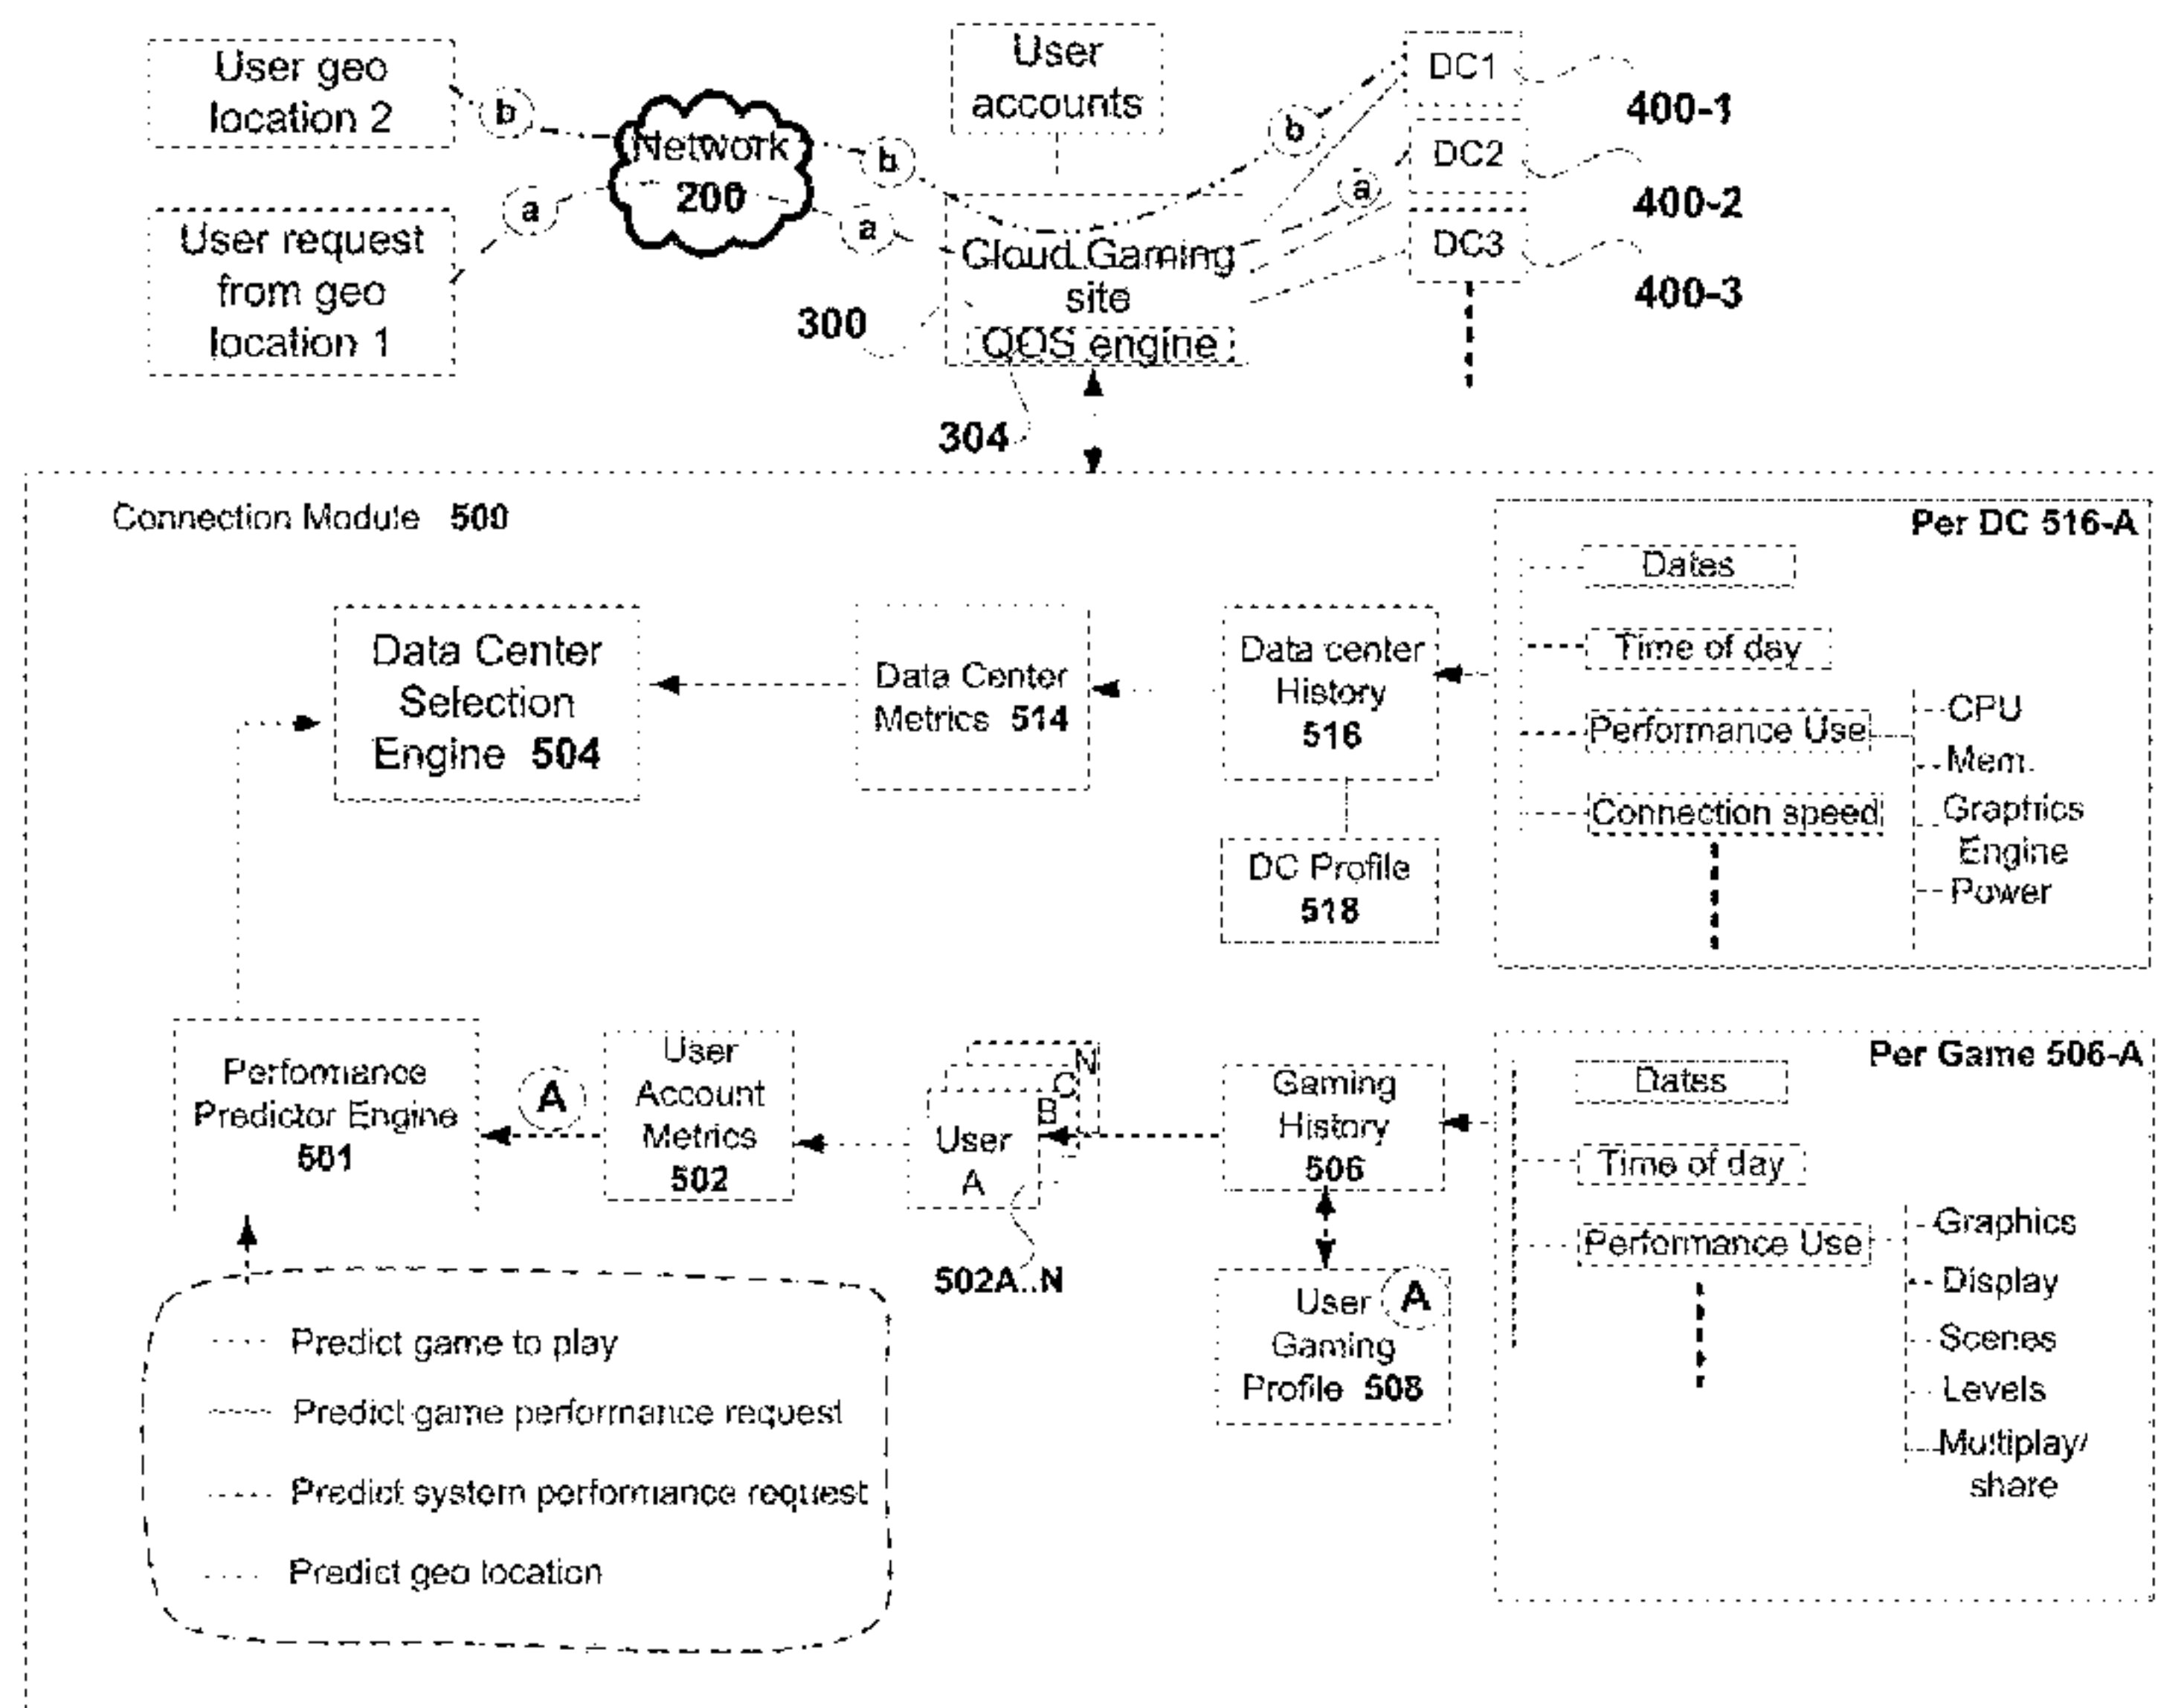 User geo
location 2
b
Network
200
b
User
accounts
b
DC1
400-1
a
DC2
400-2
a
DC3
400-3
User request
from geo
location 1
a
Cloud Gaming
site
QOS engine
300
304
Connection Module 500
Data Center
Selection
Engine 504
Data Center
Metrics 514
Data center
History
516
DC Profile
518
Per DC 516-A
Dates
Time of day
Performance Use
Connection speed
CPU
Mem.
Graphics
Engine
Power
Performance
Predictor Engine
501
A
User
Account
Metrics
502
User
A
B
C
N
502A..N
Gaming
History
506
User A
Gaming
Profile 508
Per Game 506-A
Dates
Time of day
Performance Use
Graphics
Display
Scenes
Levels
Multiplay/
share
Predict game to play
Predict game performance request
Predict system performance request
Predict geo location